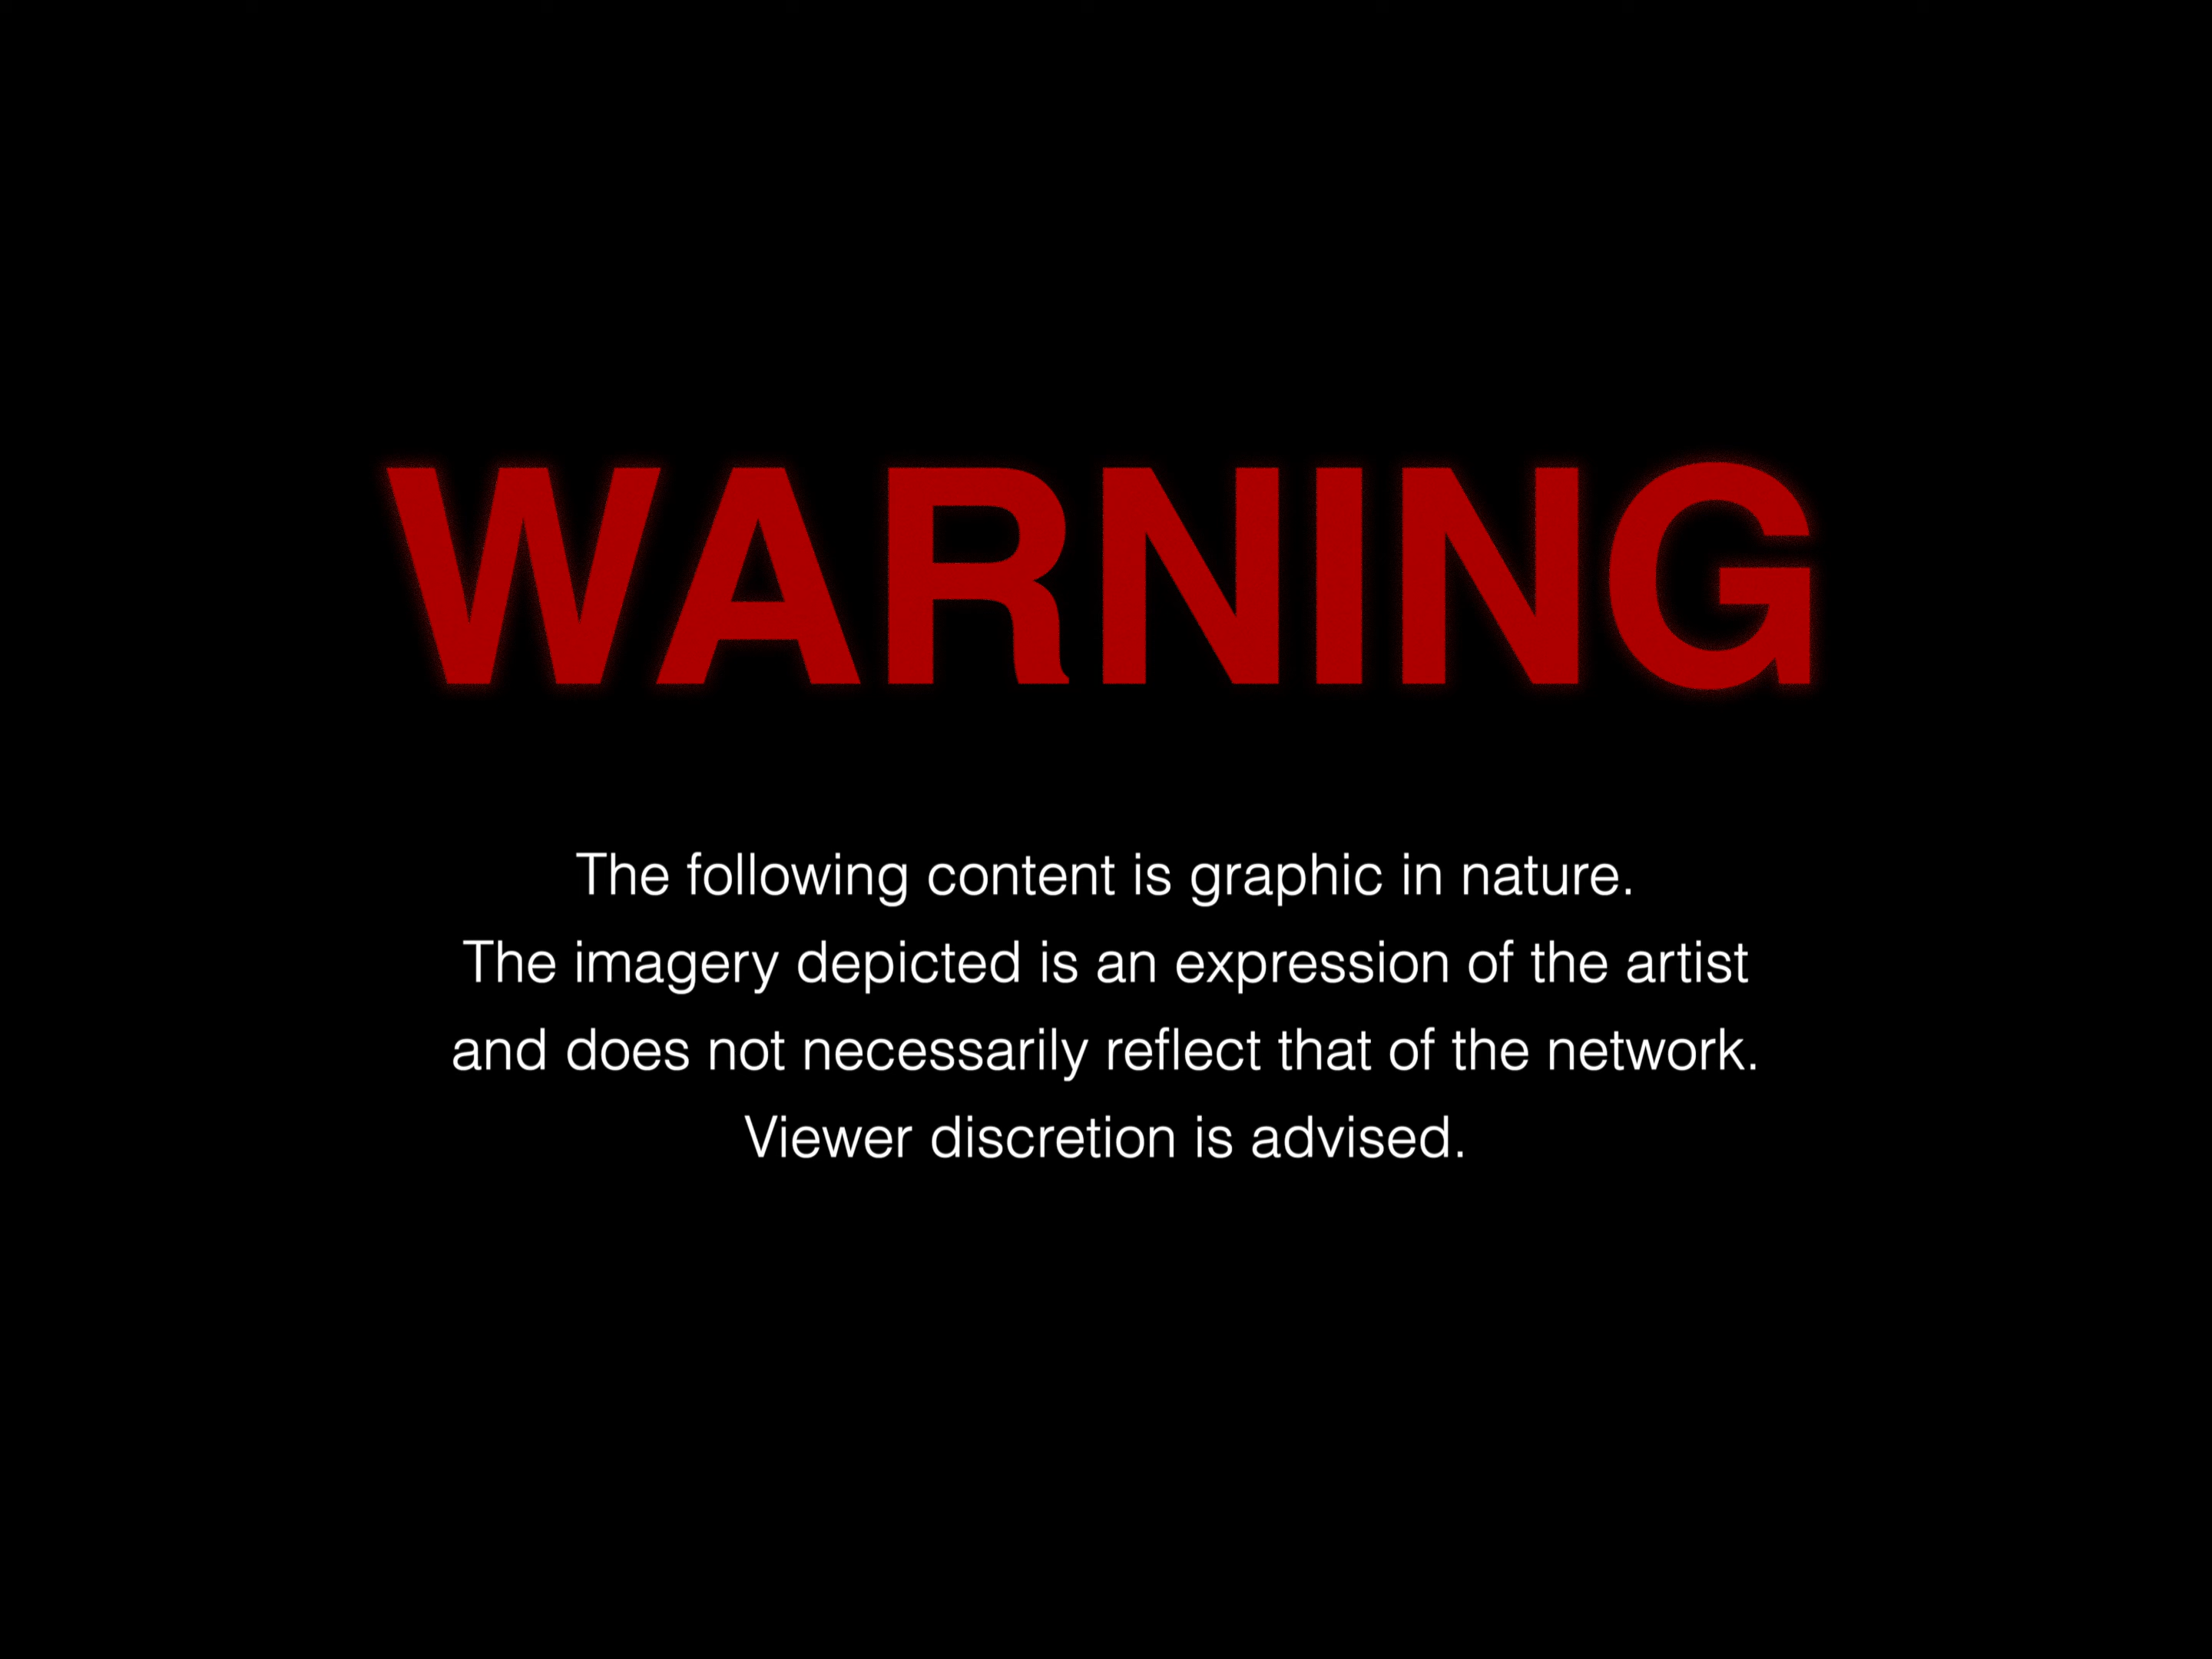 WARNING
The following content is graphic in nature.
The imagery depicted is an expression of the artist
and does not necessarily reflect that of the network.
Viewer discretion is advised.